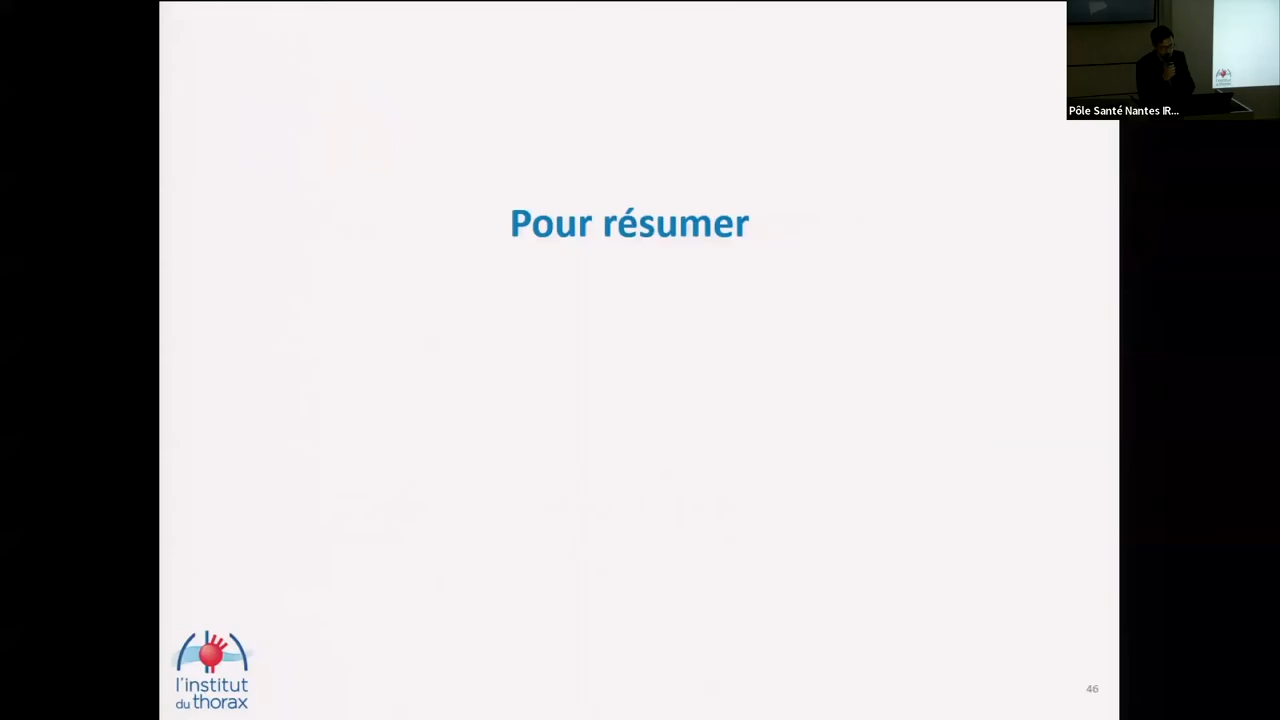 Pôle Santé Nantes IR...
Pour résumer
l'institut
du thorax
46